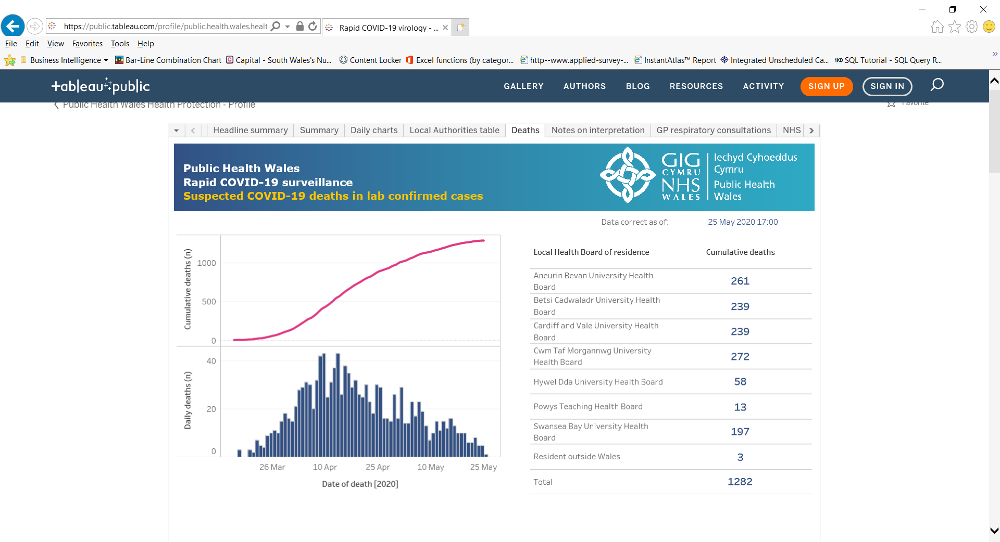 https://public.tableau.com/profile/public.health.wales.healt
Rapid COVID-19 virology - ...
File Edit View Favorites Tools Help
Business Intelligence Bar-Line Combination Chart Capital - South Wales's Nu... Content Locker Excel functions (by categor... http--www.applied-survey-... InstantAtlas™ Report Integrated Unscheduled Ca... 1KD SQL Tutorial - SQL Query R...
+ableau+public GALLERY AUTHORS BLOG RESOURCES ACTIVITY SIGN UP SIGN IN
Public Health Wales Health Protection - Profile Favorite
Headline summary Summary Daily charts Local Authorities table Deaths Notes on interpretation GP respiratory consultations NHS
Public Health Wales
Rapid COVID-19 surveillance
Suspected COVID-19 deaths in lab confirmed cases
GIG
CYMRU
NHS
WALES
Iechyd Cyhoeddus
Cymru
Public Health
Wales
Data correct as of: 25 May 2020 17:00
Cumulative deaths (n)
1000
500
0
Daily deaths (n)
40
20
0
26 Mar 10 Apr 25 Apr 10 May 25 May
Date of death [2020]
Local Health Board of residence Cumulative deaths
Aneurin Bevan University Health
Board 261
Betsi Cadwaladr University Health
Board 239
Cardiff and Vale University Health
Board 239
Cwm Taf Morgannwg University
Health Board 272
Hywel Dda University Health Board 58
Powys Teaching Health Board 13
Swansea Bay University Health
Board 197
Resident outside Wales 3
Total 1282